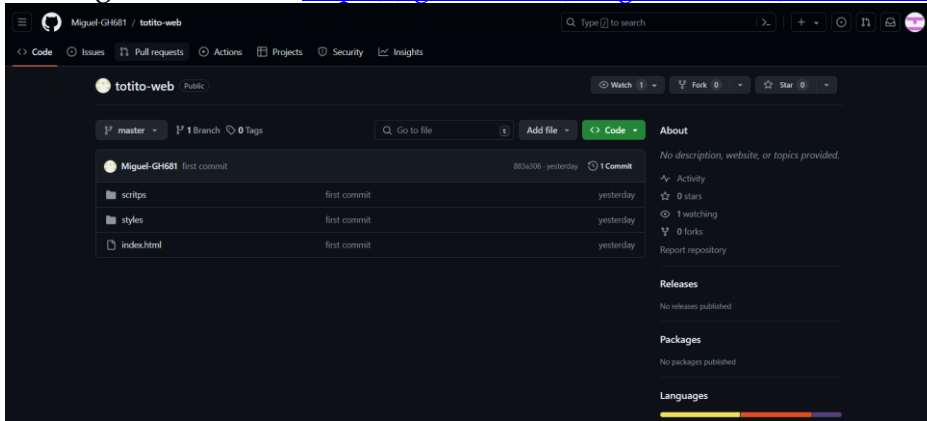 Miguel-GH681 / totito-web
Type / to search
Code Issues Pull requests Actions Projects Security Insights
totito-web Public
Watch 1 Fork 0 Star 0
master 1 Branch 0 Tags Go to file t Add file Code
Miguel-GH681 first commit 883a306 · yesterday 1 Commit
scritps first commit yesterday
styles first commit yesterday
index.html first commit yesterday
About
No description, website, or topics provided.
Activity
0 stars
1 watching
0 forks
Report repository
Releases
No releases published
Packages
No packages published
Languages